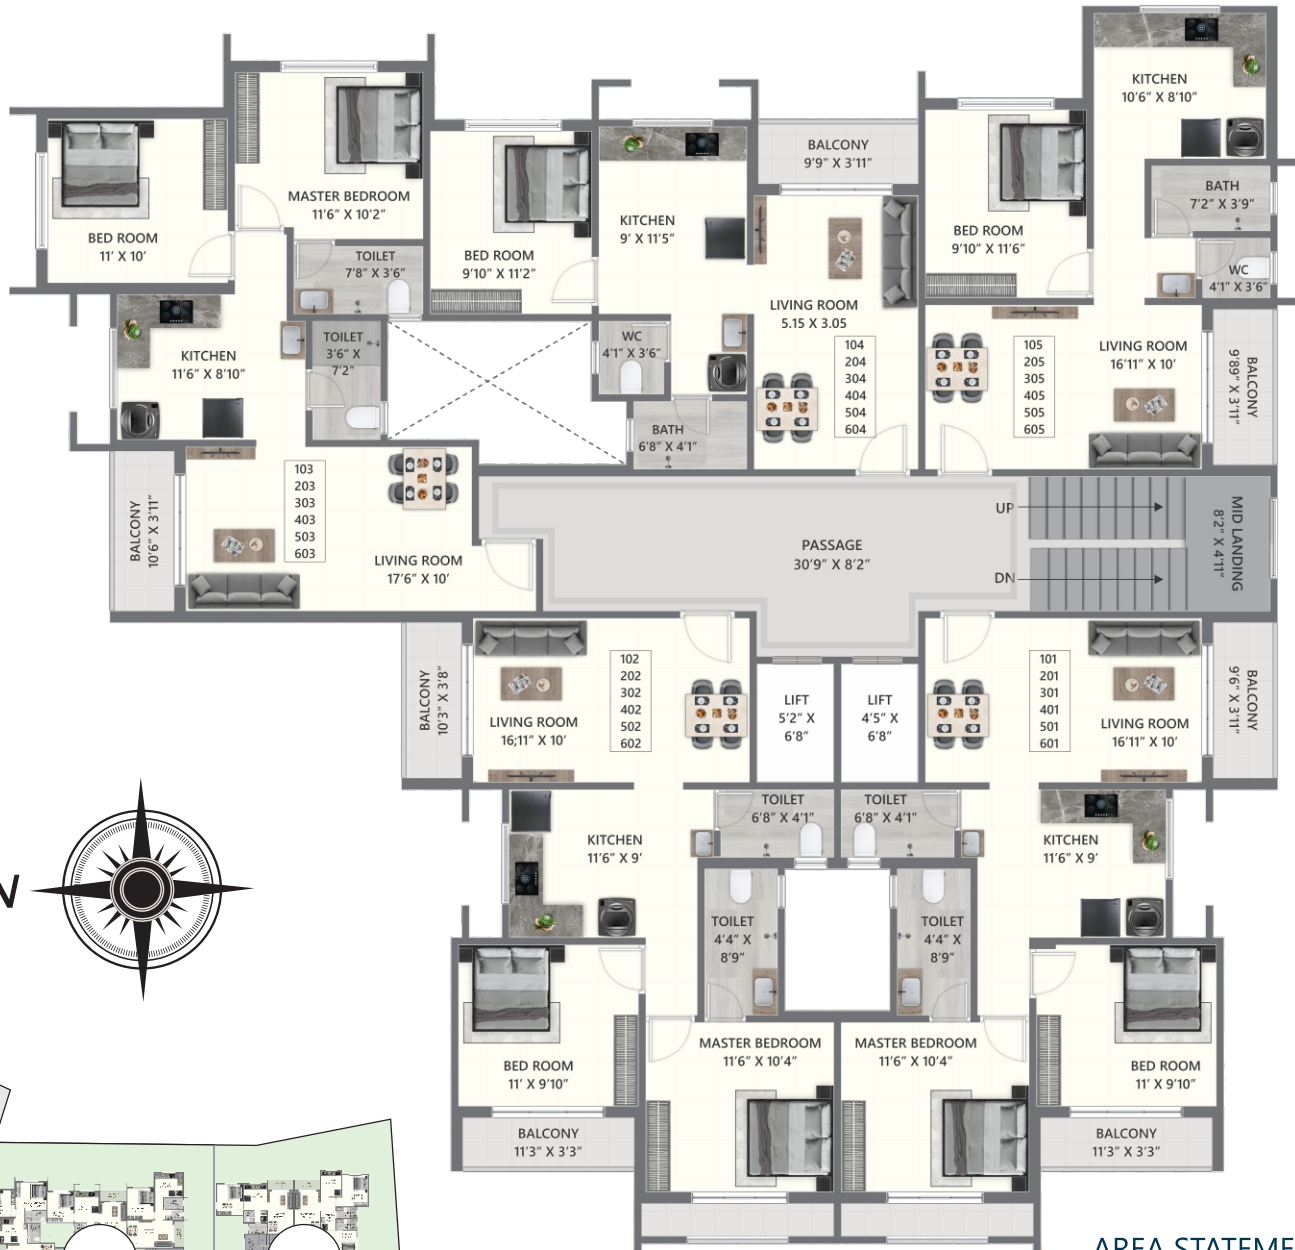 KITCHEN
10'6" X 8'10"
BALCONY
9'9" X 3'11"
MASTER BEDROOM
11'6" X 10'2"
BED ROOM
11' X 10'
TOILET
7'8" X 3'6"
BED ROOM
9'10" X 11'2"
KITCHEN
9' X 11'5"
BED ROOM
9'10" X 11'6"
BATH
7'2" X 3'9"
WC
4'1" X 3'6"
LIVING ROOM
5.15 X 3.05
104
204
304
404
504
604
105
205
305
405
505
605
LIVING ROOM
16'11" X 10'
BALCONY
9'89" X 3'11"
KITCHEN
11'6" X 8'10"
TOILET
3'6" X
7'2"
WC
4'1" X 3'6"
BATH
6'8" X 4'1"
103
203
303
403
503
603
BALCONY
10'6" X 3'11"
LIVING ROOM
17'6" X 10'
PASSAGE
30'9" X 8'2"
UP
DN
MID LANDING
8'2" X 4'11"
BALCONY
10'3" X 3'8"
LIVING ROOM
16;11" X 10'
102
202
302
402
502
602
LIFT
5'2" X
6'8"
LIFT
4'5" X
6'8"
101
201
301
401
501
601
LIVING ROOM
16'11" X 10'
BALCONY
9'6" X 3'11"
KITCHEN
11'6" X 9'
TOILET
6'8" X 4'1"
TOILET
6'8" X 4'1"
KITCHEN
11'6" X 9'
N
TOILET
4'4" X
8'9"
TOILET
4'4" X
8'9"
BED ROOM
11' X 9'10"
MASTER BEDROOM
11'6" X 10'4"
MASTER BEDROOM
11'6" X 10'4"
BED ROOM
11' X 9'10"
BALCONY
11'3" X 3'3"
BALCONY
11'3" X 3'3"
AREA